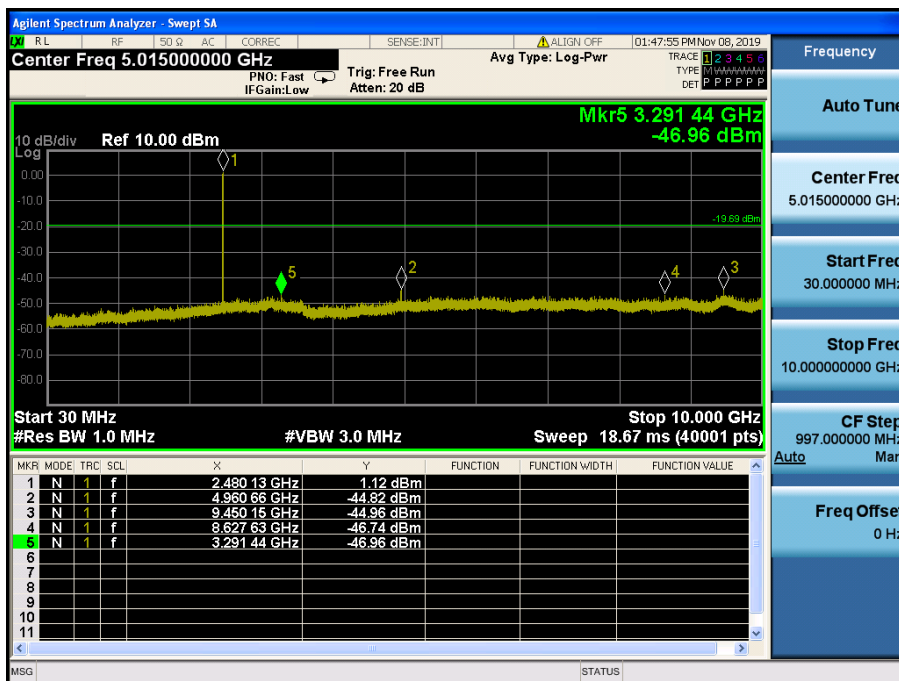 Agilent Spectrum Analyzer - Swept SA
LXI RL RF 50 Ω AC CORREC SENSE:INT ALIGN OFF 01:47:55 PM Nov 08, 2019
Center Freq 5.015000000 GHz
PNO: Fast
IFGain:Low
Trig: Free Run
Atten: 20 dB
Avg Type: Log-Pwr
TRACE 1 2 3 4 5 6
TYPE MWWWWW
DET P P P P P P
Mkr5 3.291 44 GHz
-46.96 dBm
10 dB/div Ref 10.00 dBm
Log
0.00
-10.0
-20.0
-30.0
-40.0
-50.0
-60.0
-70.0
-80.0
1
5
2
4
3
-19.69 dBm
Start 30 MHz Stop 10.000 GHz
#Res BW 1.0 MHz #VBW 3.0 MHz Sweep 18.67 ms (40001 pts)
MKR MODE TRC SCL X Y FUNCTION FUNCTION WIDTH FUNCTION VALUE
1 N 1 f 2.480 13 GHz 1.12 dBm
2 N 1 f 4.960 66 GHz -44.82 dBm
3 N 1 f 9.450 15 GHz -44.96 dBm
4 N 1 f 8.627 63 GHz -46.74 dBm
5 N 1 f 3.291 44 GHz -46.96 dBm
6
7
8
9
10
11
MSG STATUS
Frequency
Auto Tune
Center Freq
5.015000000 GHz
Start Freq
30.000000 MHz
Stop Freq
10.000000000 GHz
CF Step
997.000000 MHz
Auto Man
Freq Offset
0 Hz